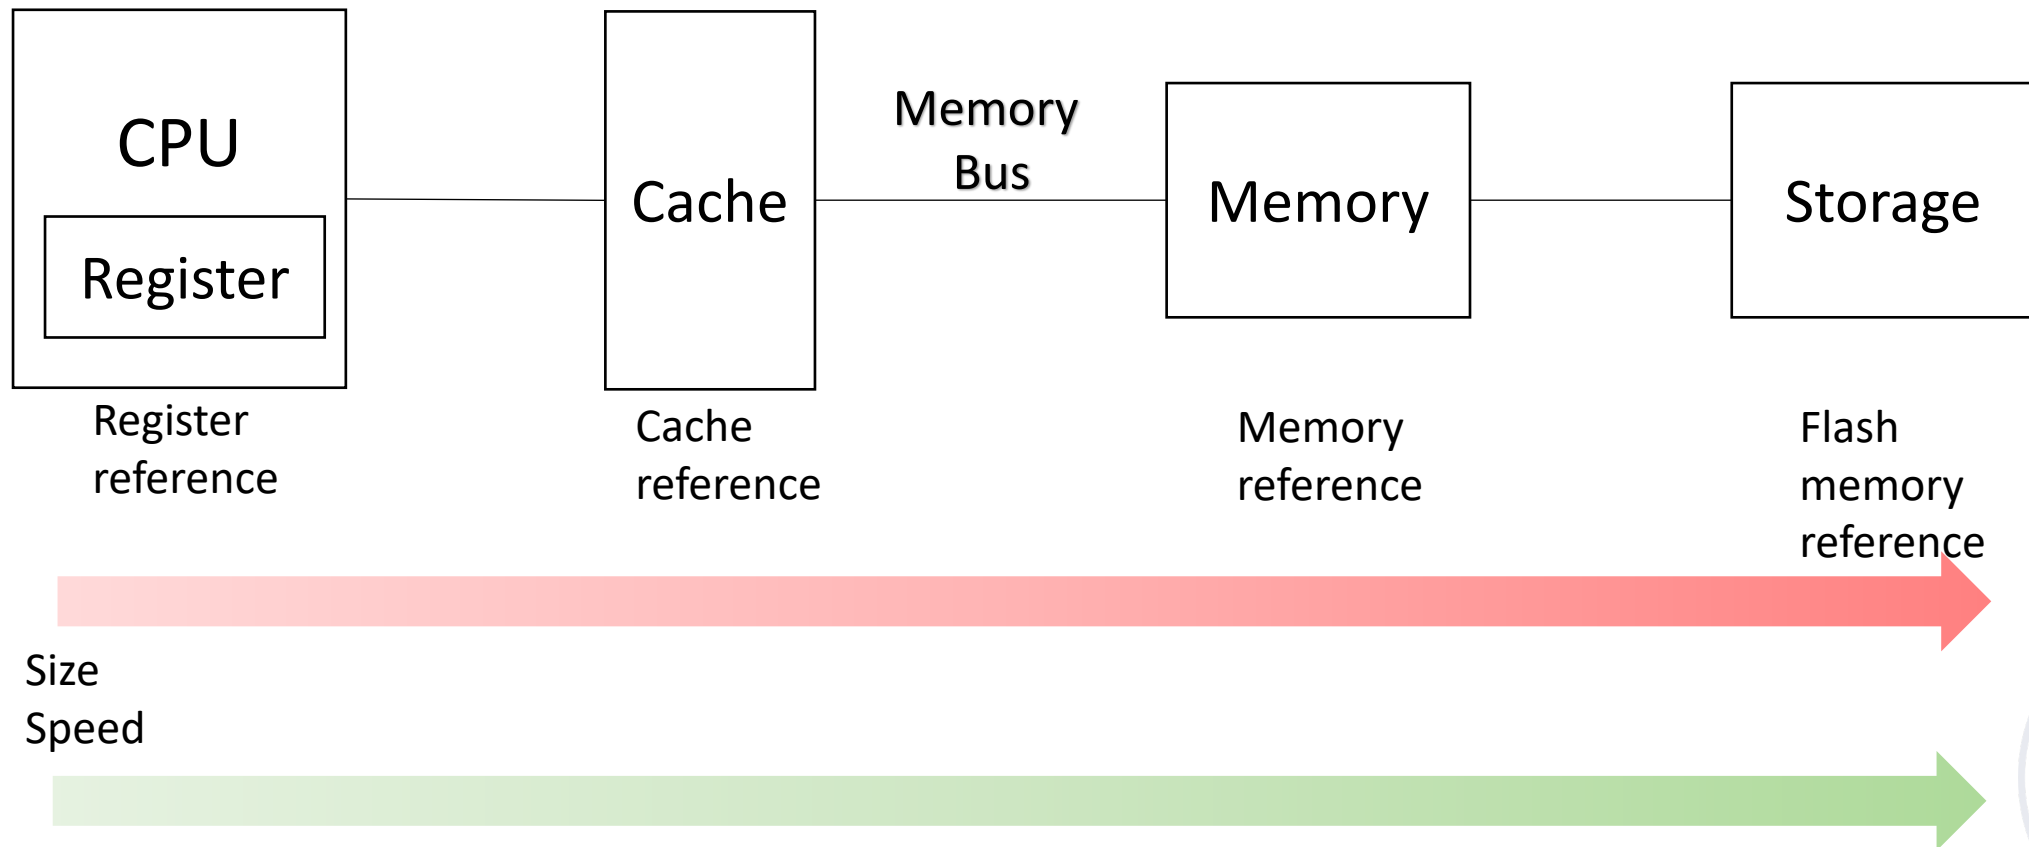 CPU
Register
Cache
Memory
Bus
Memory
Storage
Register
reference
Cache
reference
Memory
reference
Flash
memory
reference
Size
Speed